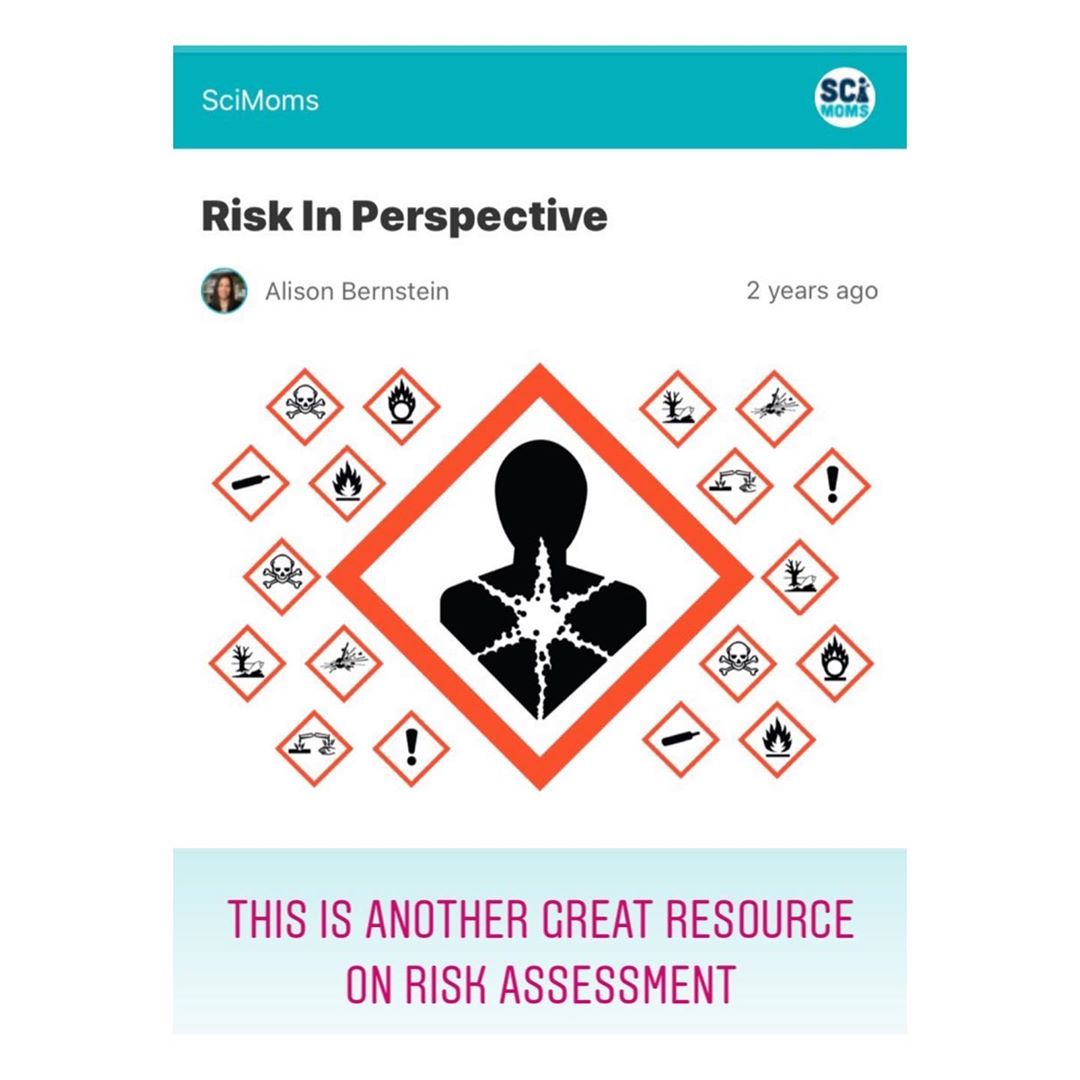 SciMoms
SCi
MOMS
Risk In Perspective
Alison Bernstein
2 years ago
THIS IS ANOTHER GREAT RESOURCE
ON RISK ASSESSMENT